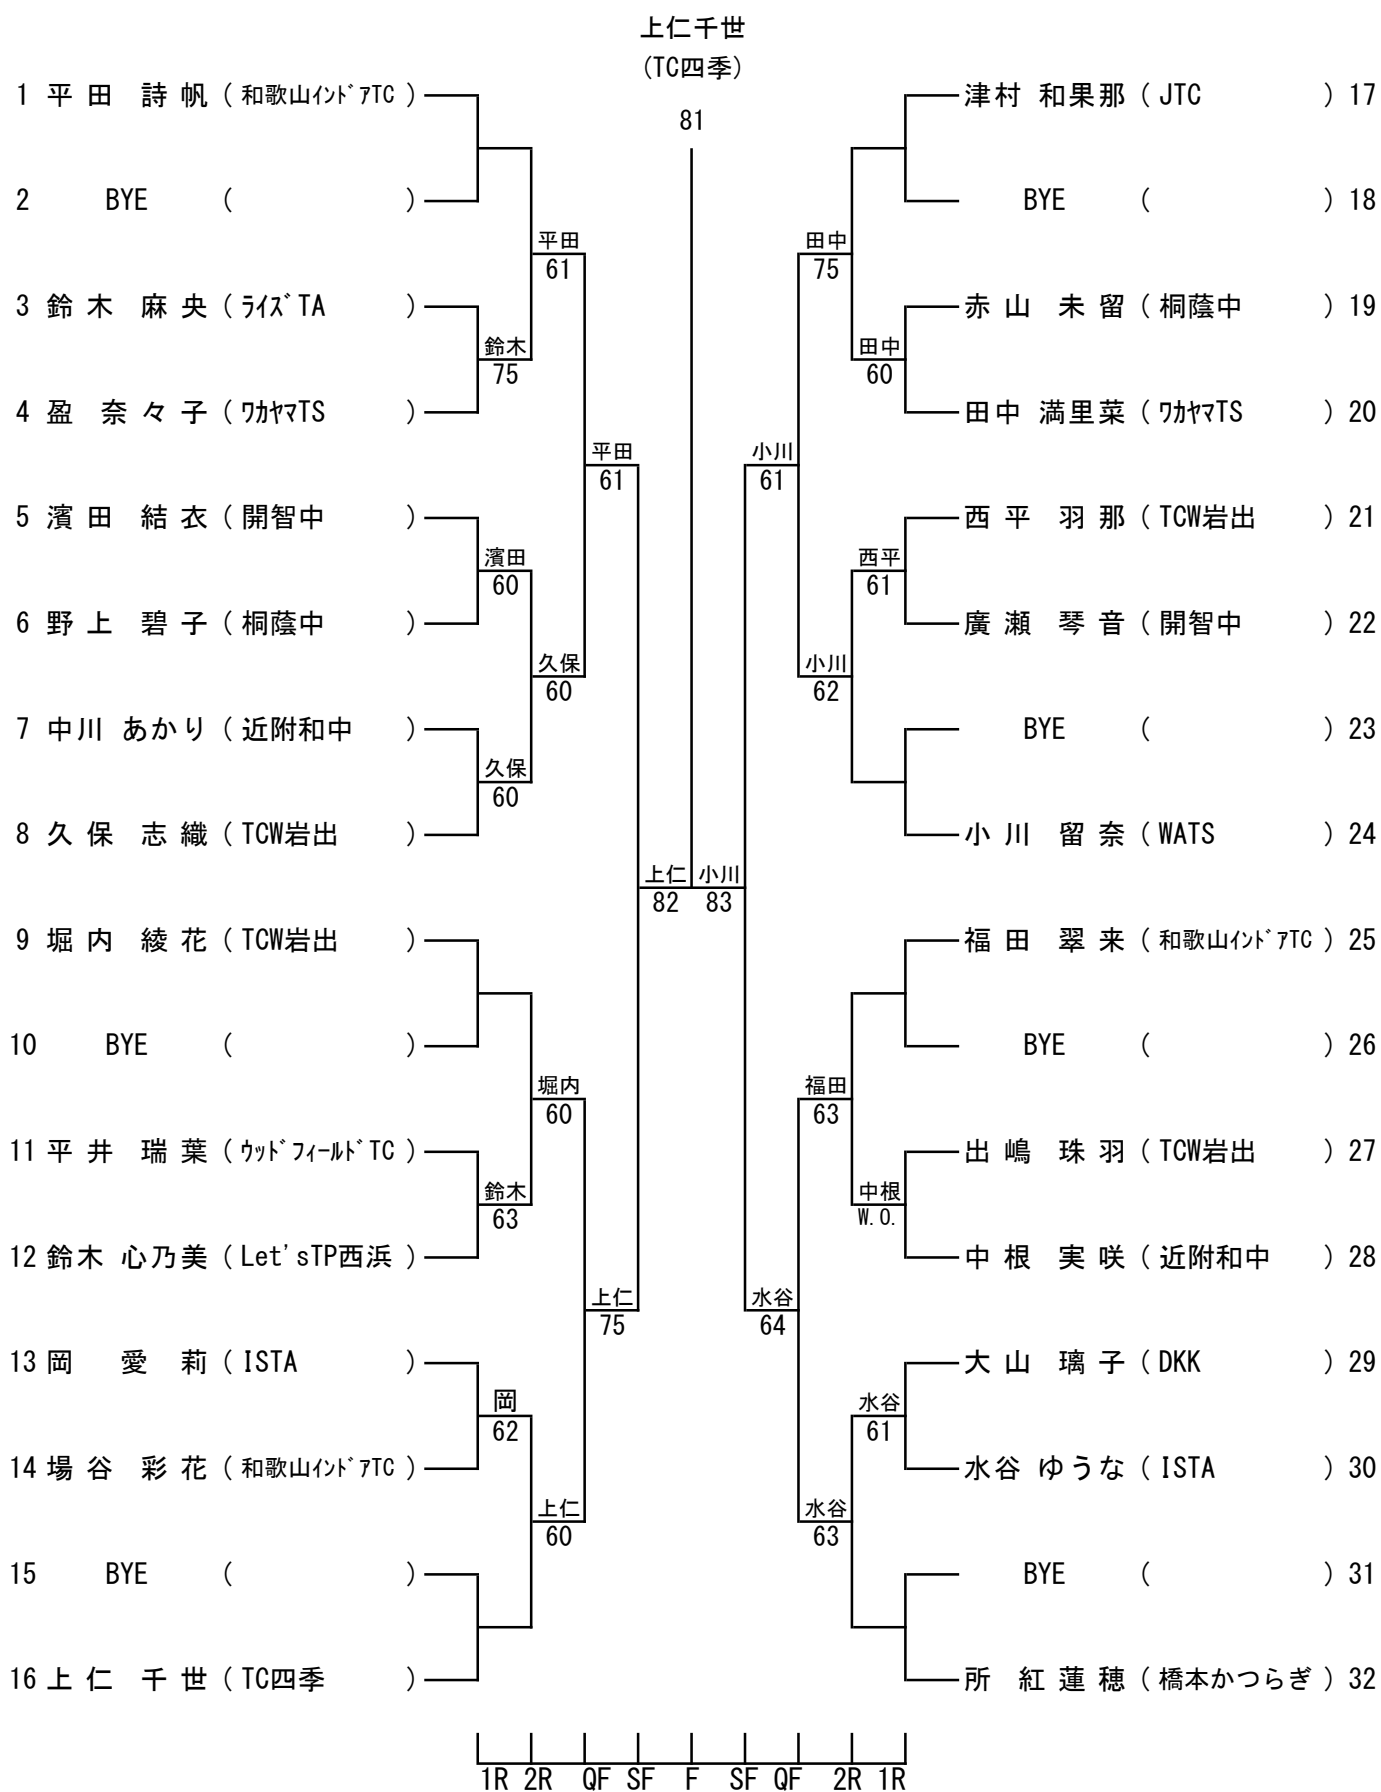 上仁千世
(TC四季)
81
1 平田 詩帆 ( 和歌山インドアTC )
2 BYE ( )
平田
61
3 鈴木 麻央 ( ライズTA )
鈴木
75
4 盈 奈々子 ( ワカヤマTS )
平田
61
5 濱田 結衣 ( 開智中 )
濱田
60
6 野上 碧子 ( 桐蔭中 )
久保
60
7 中川 あかり ( 近附和中 )
久保
60
8 久保 志織 ( TCW岩出 )
上仁 小川
82 83
9 堀内 綾花 ( TCW岩出 )
10 BYE ( )
堀内
60
11 平井 瑞葉 ( ウッドフィールドTC )
鈴木
63
12 鈴木 心乃美 ( Let'sTP西浜 )
上仁
75
13 岡 愛莉 ( ISTA )
岡
62
14 場谷 彩花 ( 和歌山インドアTC )
上仁
60
15 BYE ( )
16 上仁 千世 ( TC四季 )
津村 和果那 ( JTC ) 17
BYE ( ) 18
田中
75
赤山 未留 ( 桐蔭中 ) 19
田中
60
田中 満里菜 ( ワカヤマTS ) 20
小川
61
西平 羽那 ( TCW岩出 ) 21
西平
61
廣瀬 琴音 ( 開智中 ) 22
小川
62
BYE ( ) 23
小川 留奈 ( WATS ) 24
福田 翠来 ( 和歌山インドアTC ) 25
BYE ( ) 26
福田
63
出嶋 珠羽 ( TCW岩出 ) 27
中根
W.O.
中根 実咲 ( 近附和中 ) 28
水谷
64
大山 璃子 ( DKK ) 29
水谷
61
水谷 ゆうな ( ISTA ) 30
水谷
63
BYE ( ) 31
所 紅蓮穂 ( 橋本かつらぎ ) 32
1R 2R QF SF F SF QF 2R 1R